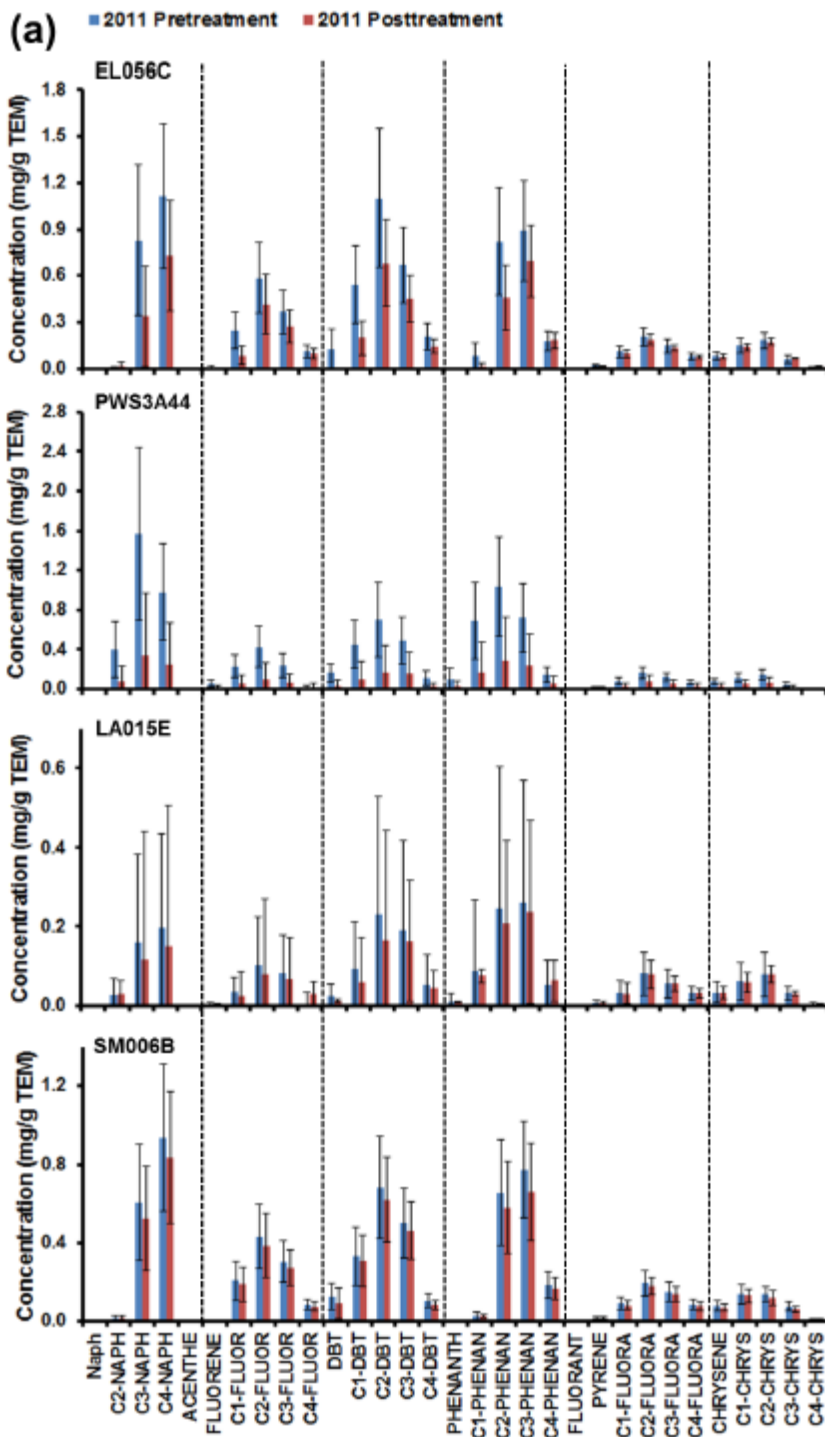 (a)
2011 Pretreatment 2011 Posttreatment
EL056C
Concentration (mg/g TEM)
1.8
1.5
1.2
0.9
0.6
0.3
0.0
PWS3A44
Concentration (mg/g TEM)
2.8
2.4
2.0
1.6
1.2
0.8
0.4
0.0
LA015E
Concentration (mg/g TEM)
0.6
0.4
0.2
0.0
SM006B
Concentration (mg/g TEM)
1.2
0.8
0.4
0.0
Naph
C2-NAPH
C3-NAPH
C4-NAPH
ACENTHE
FLUORENE
C1-FLUOR
C2-FLUOR
C3-FLUOR
C4-FLUOR
DBT
C1-DBT
C2-DBT
C3-DBT
C4-DBT
PHENANTH
C1-PHENAN
C2-PHENAN
C3-PHENAN
C4-PHENAN
FLUORANT
PYRENE
C1-FLUORA
C2-FLUORA
C3-FLUORA
C4-FLUORA
CHRYSENE
C1-CHRYS
C2-CHRYS
C3-CHRYS
C4-CHRYS